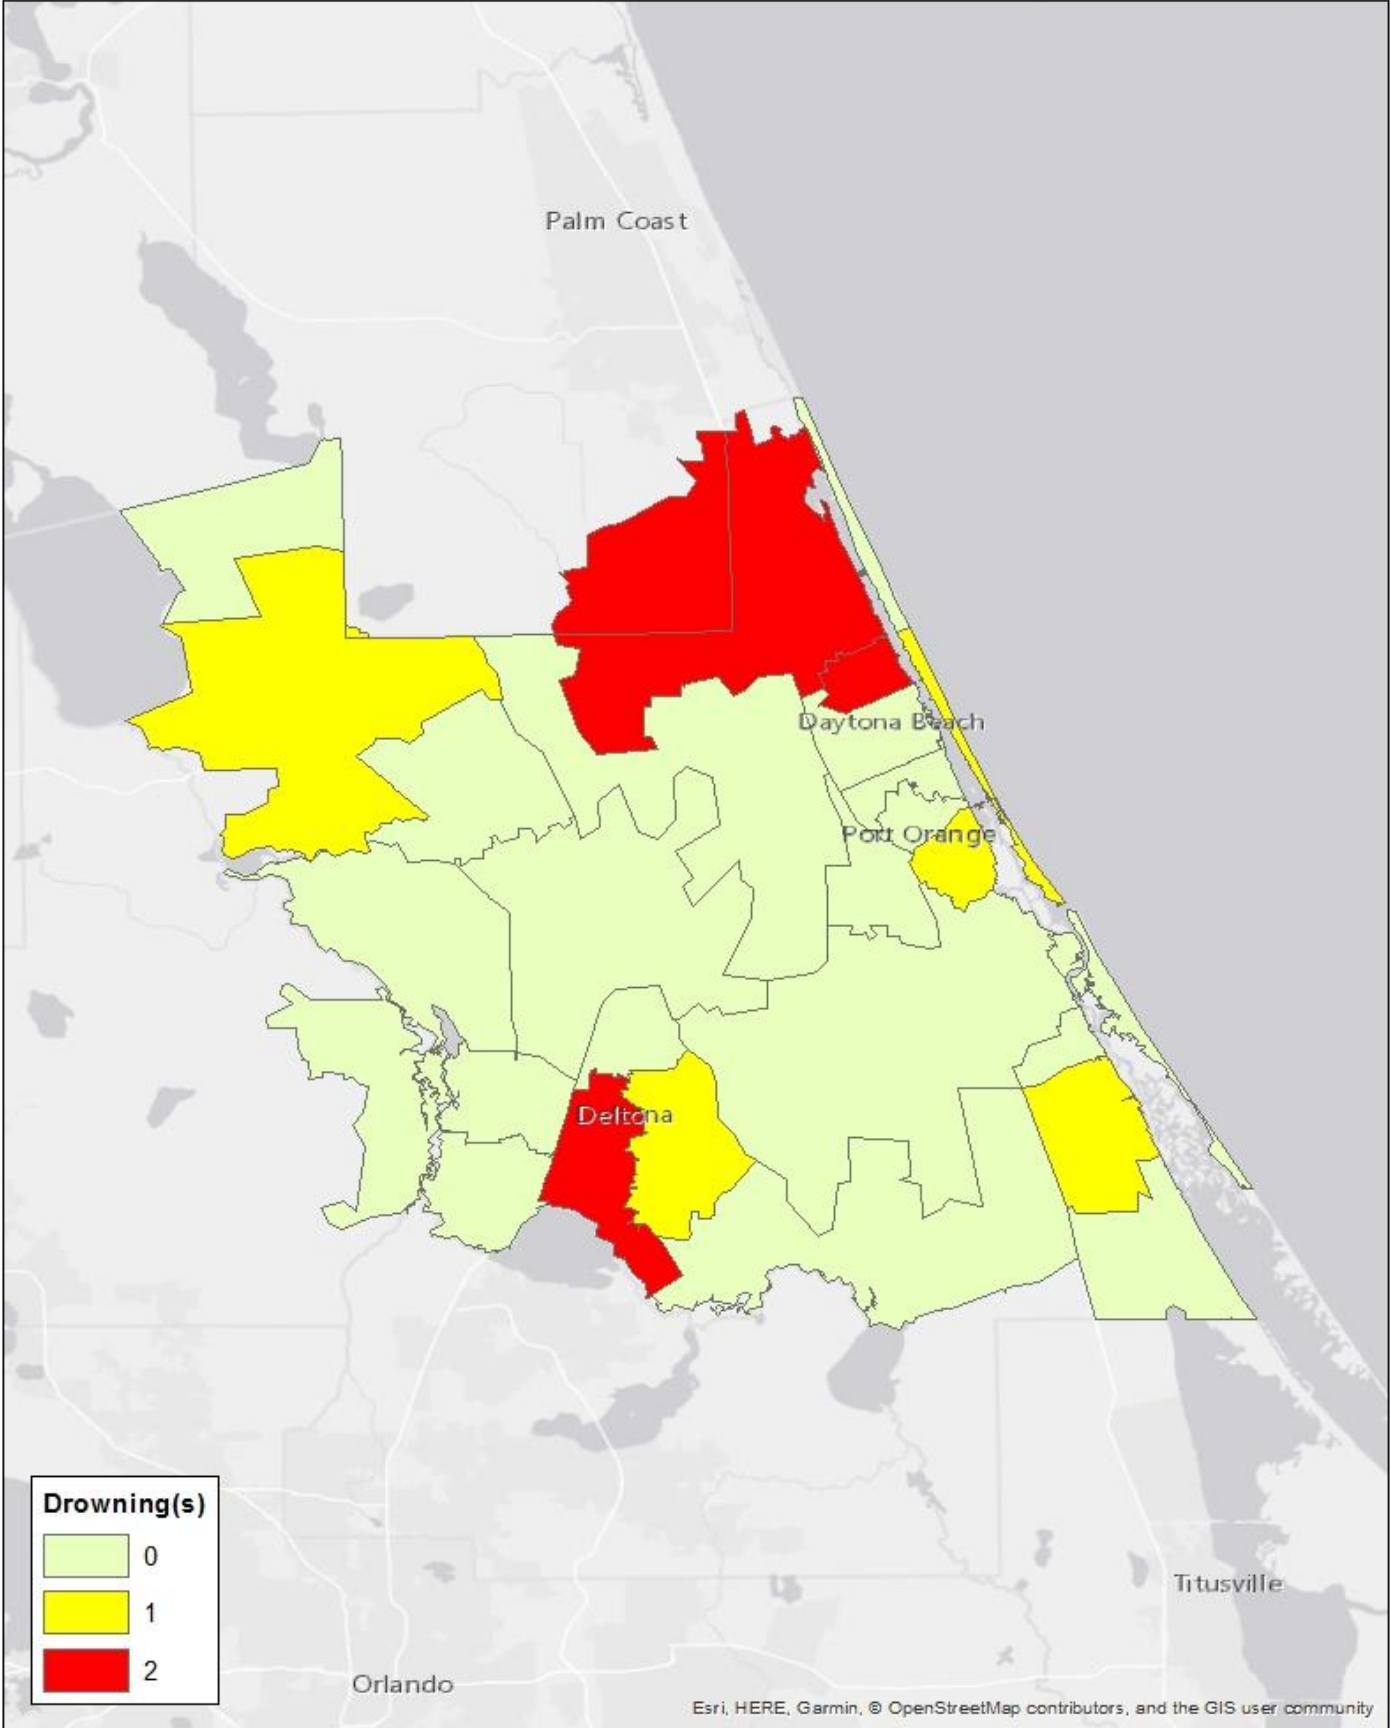 Palm Coast
Daytona Beach
Port Orange
Deltona
Drowning(s)
0
1
2
Titusville
Orlando
Esri, HERE, Garmin, © OpenStreetMap contributors, and the GIS user community